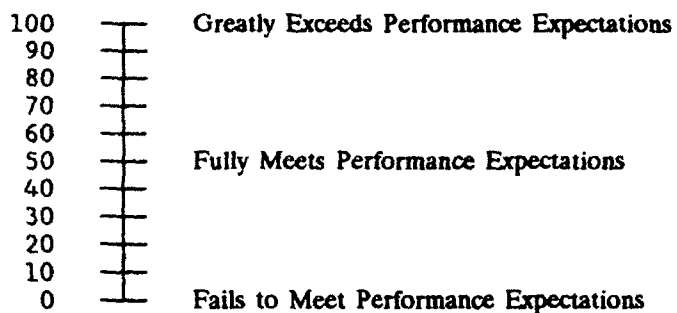 100 Greatly Exceeds Performance Expectations
90
80
70
60
50 Fully Meets Performance Expectations
40
30
20
10
0 Fails to Meet Performance Expectations